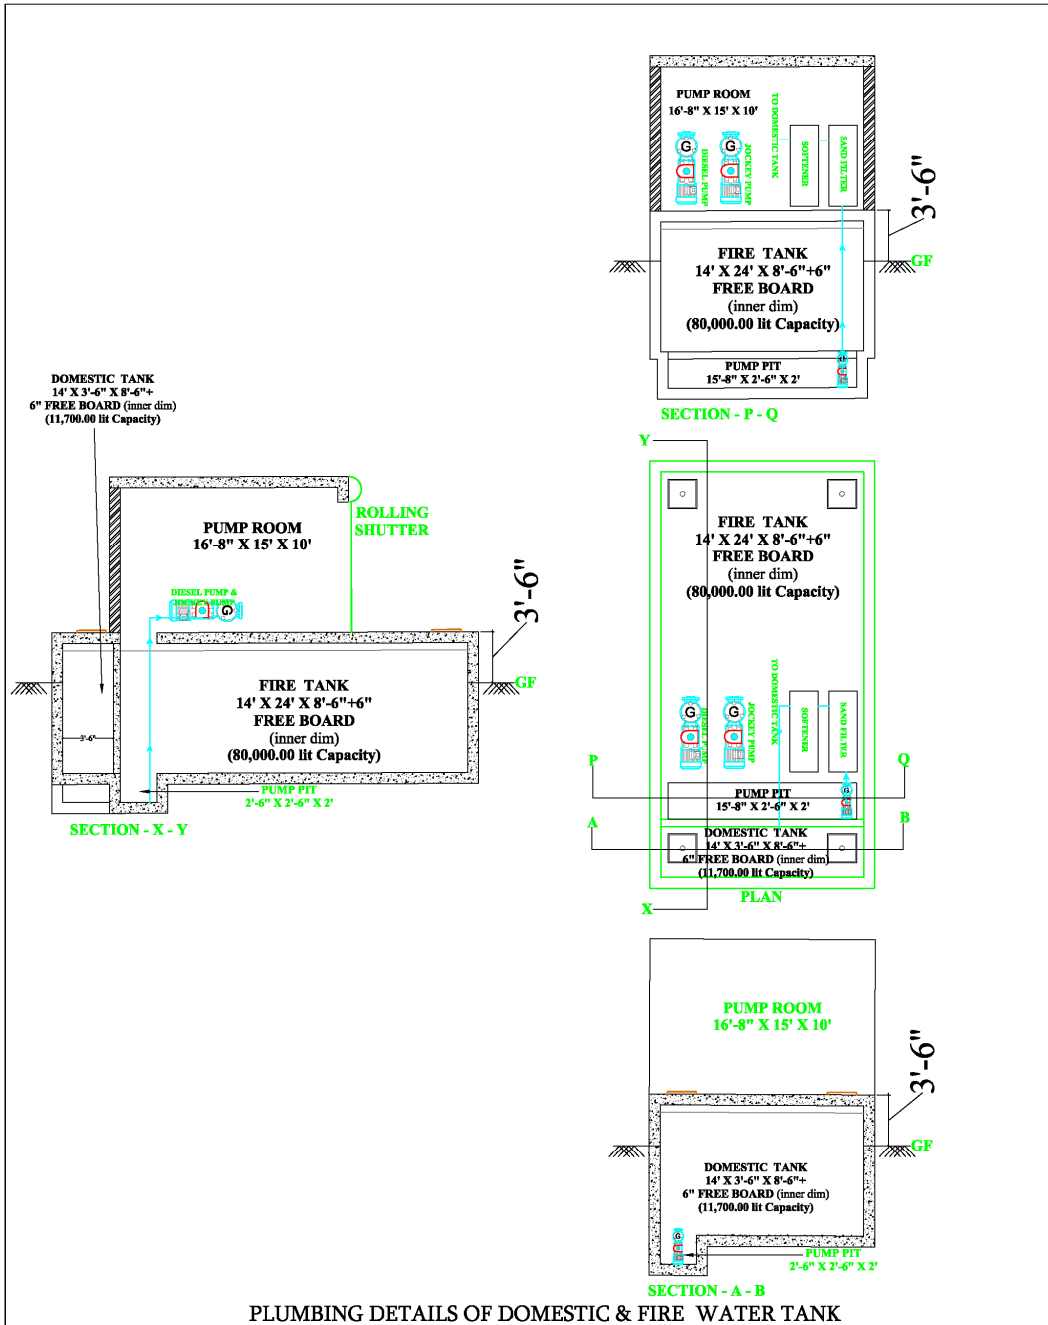 PUMP ROOM
16'-8" X 15' X 10'
TO DOMESTIC TANK
SOFTENER
SAND FILTER
G
DIESEL PUMP
G
JOCKEY PUMP
3'-6"
GF
FIRE TANK
14' X 24' X 8'-6"+6"
FREE BOARD
(inner dim)
(80,000.00 lit Capacity)
G
PUMP PIT
15'-8" X 2'-6" X 2'
SECTION - P - Q
DOMESTIC TANK
14' X 3'-6" X 8'-6"+
6" FREE BOARD (inner dim)
(11,700.00 lit Capacity)
ROLLING
SHUTTER
PUMP ROOM
16'-8" X 15' X 10'
DIESEL PUMP &
JOCKEY PUMP
G
3'-6"
GF
FIRE TANK
14' X 24' X 8'-6"+6"
FREE BOARD
(inner dim)
(80,000.00 lit Capacity)
3'-6"
PUMP PIT
2'-6" X 2'-6" X 2'
SECTION - X - Y
Y
FIRE TANK
14' X 24' X 8'-6"+6"
FREE BOARD
(inner dim)
(80,000.00 lit Capacity)
G
DIESEL PUMP
G
JOCKEY PUMP
TO DOMESTIC TANK
SOFTENER
SAND FILTER
P
Q
PUMP PIT
15'-8" X 2'-6" X 2'
G
A
B
DOMESTIC TANK
14' X 3'-6" X 8'-6"+
6" FREE BOARD (inner dim)
(11,700.00 lit Capacity)
PLAN
X
PUMP ROOM
16'-8" X 15' X 10'
3'-6"
GF
DOMESTIC TANK
14' X 3'-6" X 8'-6"+
6" FREE BOARD (inner dim)
(11,700.00 lit Capacity)
G
PUMP PIT
2'-6" X 2'-6" X 2'
SECTION - A - B
PLUMBING DETAILS OF DOMESTIC & FIRE WATER TANK